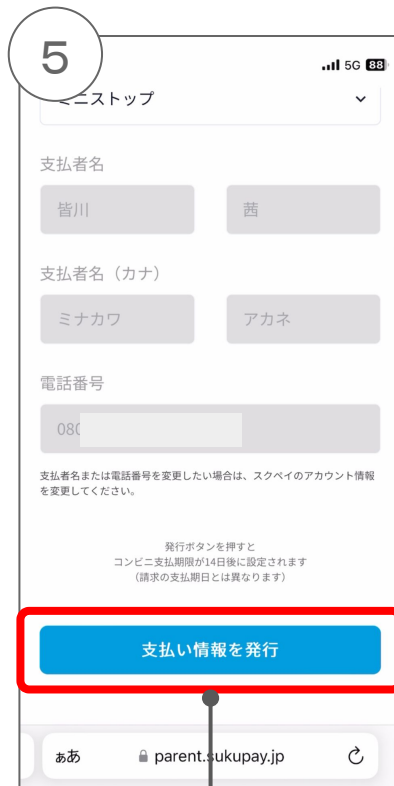 5
5G 88
ミニストップ
支払者名
皆川 茜
支払者名（カナ）
ミナカワ アカネ
電話番号
080
支払者名または電話番号を変更したい場合は、スクペイのアカウント情報
を変更してください。
発行ボタンを押すと
コンビニ支払期限が14日後に設定されます
（請求の支払期日とは異なります）
支払い情報を発行
ぁあ parent.sukupay.jp